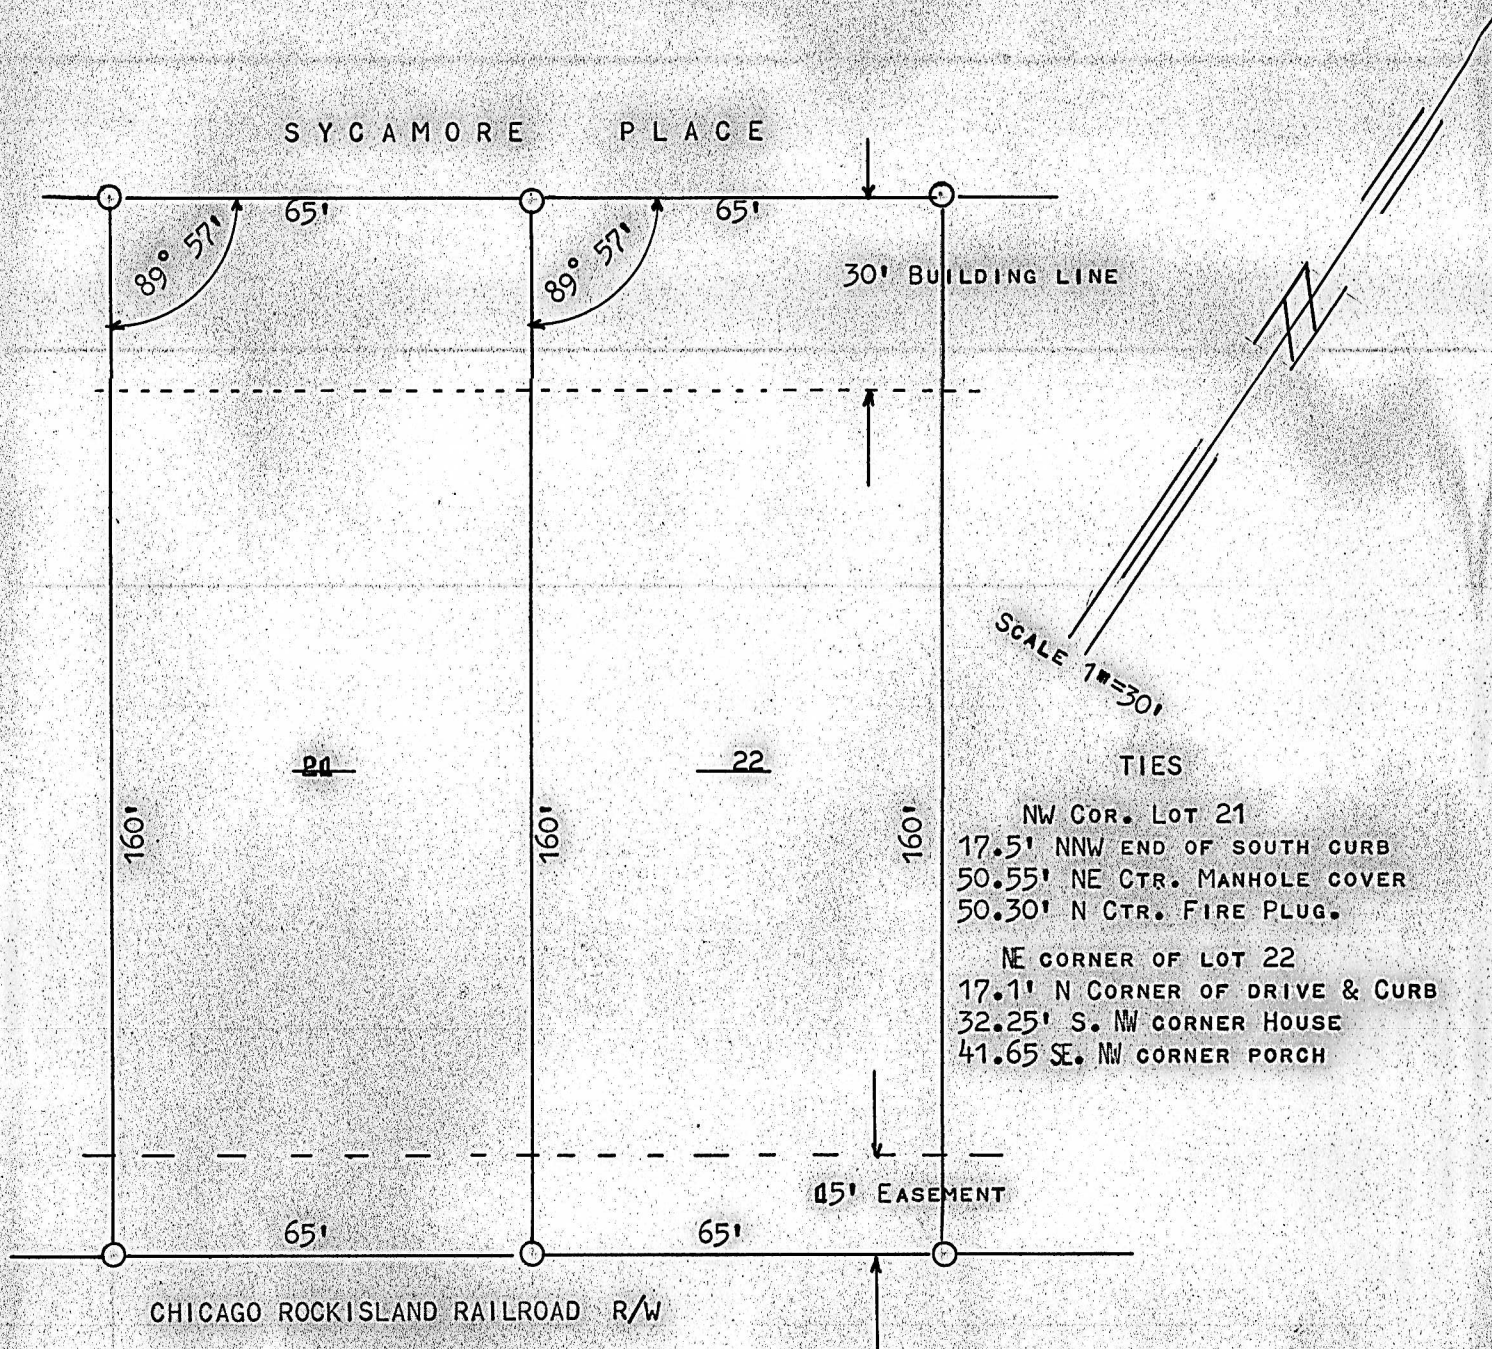 SYCAMORE PLACE
65'
65'
89° 57'
89° 57'
30' BUILDING LINE
N
SCALE 1"=30'
21
22
160'
160'
160'
TIES
NW COR. LOT 21
17.5' NNW END OF SOUTH CURB
50.55' NE CTR. MANHOLE COVER
50.30' N CTR. FIRE PLUG.
NE CORNER OF LOT 22
17.1' N CORNER OF DRIVE & CURB
32.25' S. NW CORNER HOUSE
41.65 SE. NW CORNER PORCH
15' EASEMENT
65'
65'
CHICAGO ROCKISLAND RAILROAD R/W